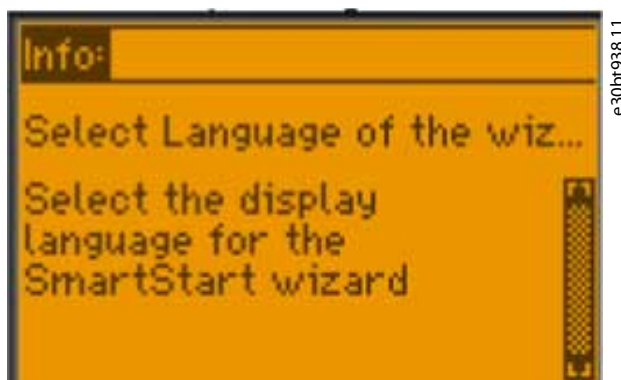 Info:
Select Language of the wiz...
Select the display
language for the
SmartStart wizard
e30bt938.11